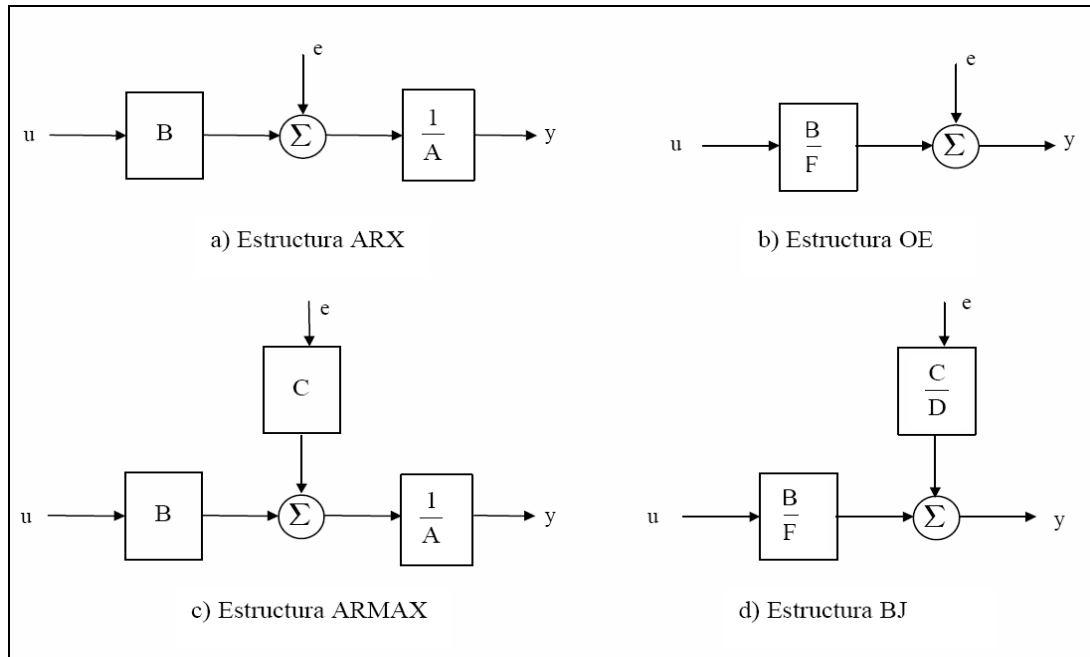 e
u B Σ 1/A y
a) Estructura ARX
e
u B/F Σ y
b) Estructura OE
e
C
u B Σ 1/A y
c) Estructura ARMAX
e
C/D
u B/F Σ y
d) Estructura BJ